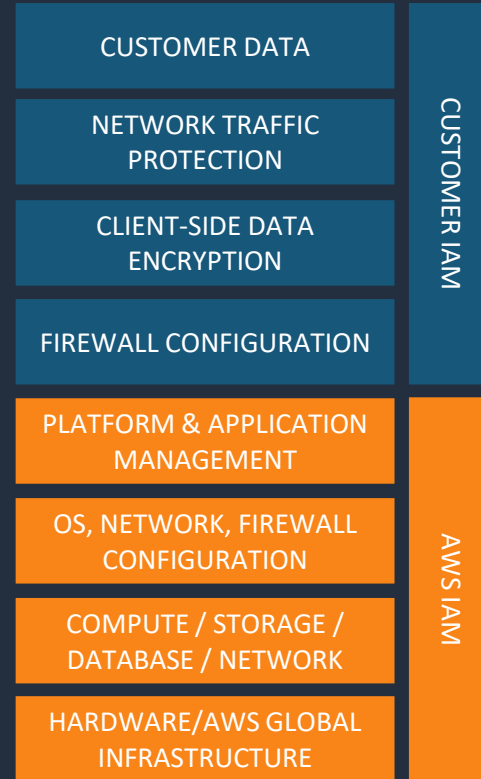 CUSTOMER DATA
NETWORK TRAFFIC
PROTECTION
CLIENT-SIDE DATA
ENCRYPTION
FIREWALL CONFIGURATION
CUSTOMER IAM
PLATFORM & APPLICATION
MANAGEMENT
OS, NETWORK, FIREWALL
CONFIGURATION
COMPUTE / STORAGE /
DATABASE / NETWORK
HARDWARE/AWS GLOBAL
INFRASTRUCTURE
AWS IAM